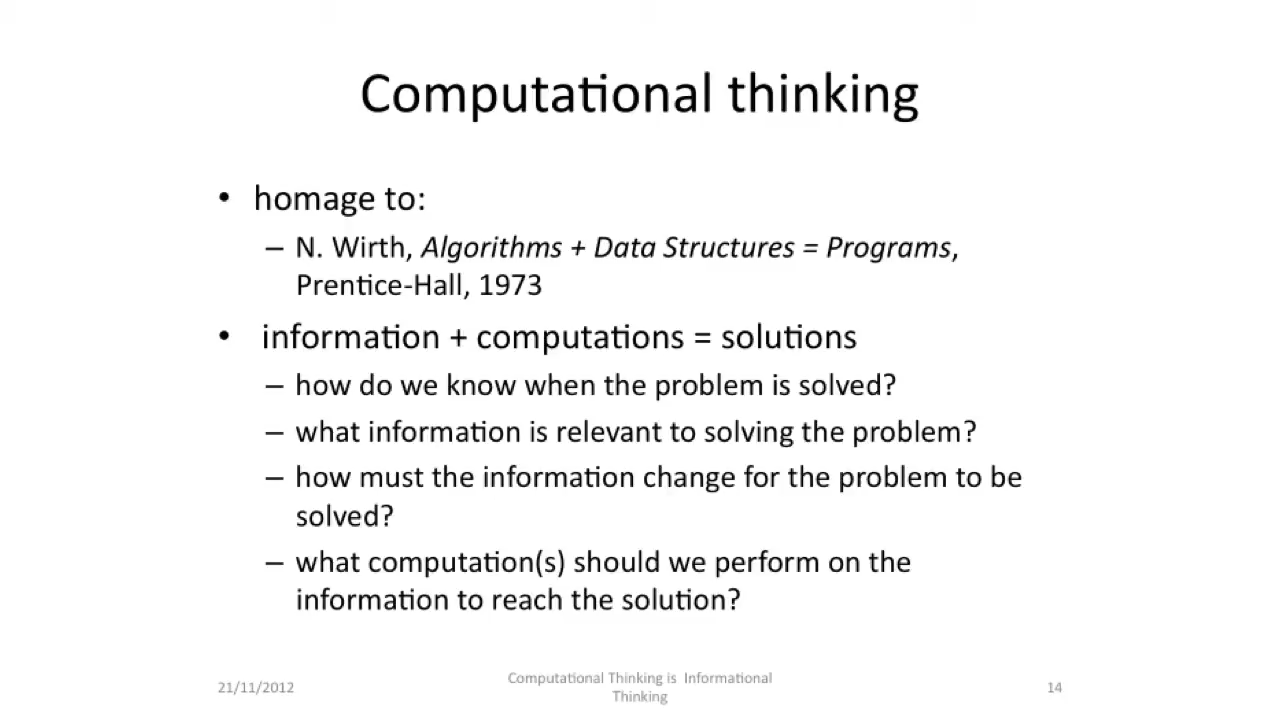 Computational thinking
• homage to:
– N. Wirth, Algorithms + Data Structures = Programs,
Prentice-Hall, 1973
• information + computations = solutions
– how do we know when the problem is solved?
– what information is relevant to solving the problem?
– how must the information change for the problem to be
solved?
– what computation(s) should we perform on the
information to reach the solution?
21/11/2012
Computational Thinking is Informational
Thinking
14